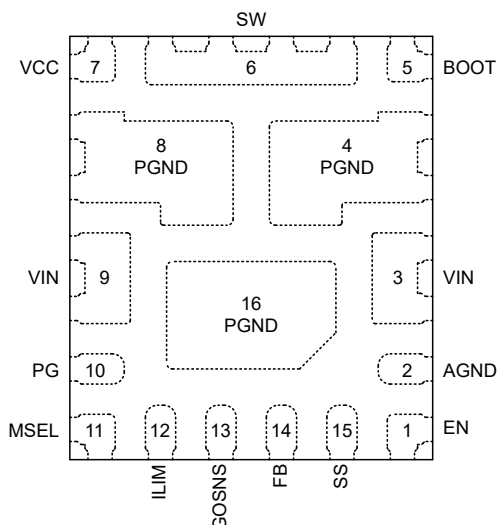 SW
VCC 7 6 5 BOOT
8 PGND
4 PGND
VIN 9 3 VIN
16 PGND
PG 10 2 AGND
MSEL 11 12 13 14 15 1 EN
ILIM
GOSNS
FB
SS